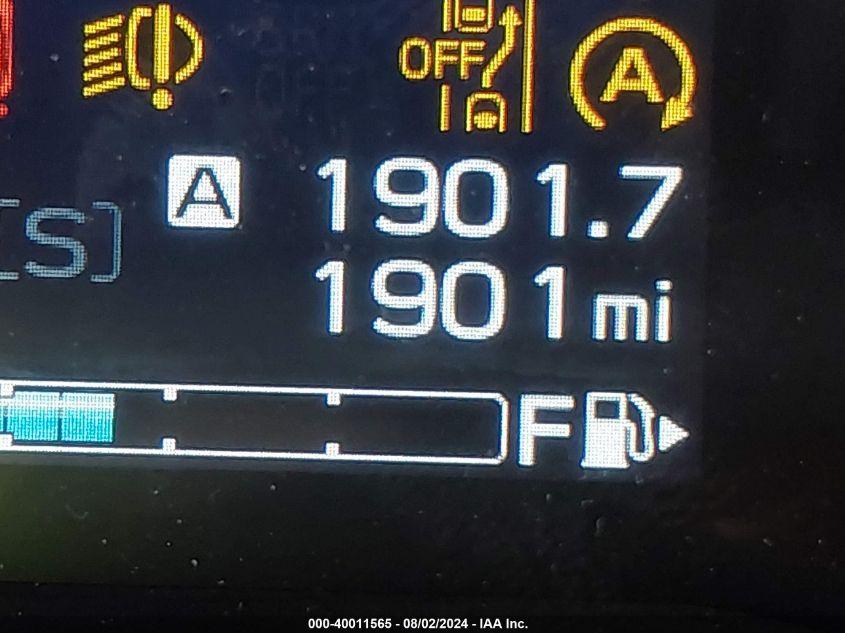 OFF A
A 1901.7
[S]
1901 mi
F
000-40011565 - 08/02/2024 - IAA Inc.